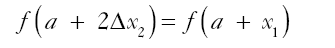 f(a + 2Δx₂) = f(a + x₁)